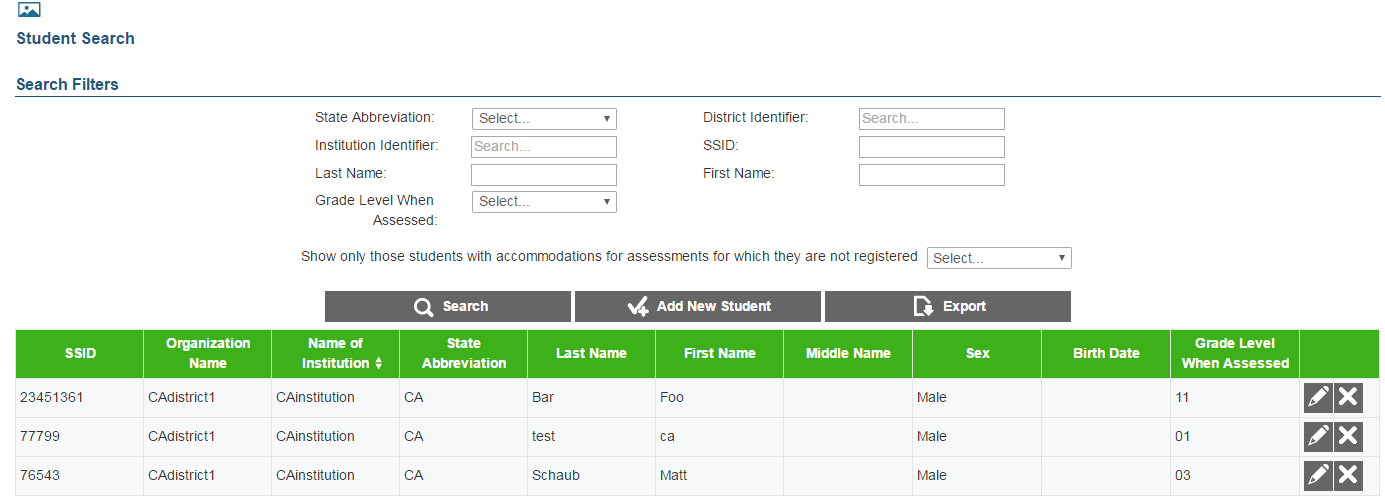 Student Search
Search Filters
State Abbreviation: Select... District Identifier: Search...
Institution Identifier: Search... SSID:
Last Name: First Name:
Grade Level When Select...
Assessed:
Show only those students with accommodations for assessments for which they are not registered Select...
Search Add New Student Export
SSID Organization Name Name of Institution State Abbreviation Last Name First Name Middle Name Sex Birth Date Grade Level When Assessed
23451361 CAdistrict1 CAinstitution CA Bar Foo Male 11
77799 CAdistrict1 CAinstitution CA test ca Male 01
76543 CAdistrict1 CAinstitution CA Schaub Matt Male 03